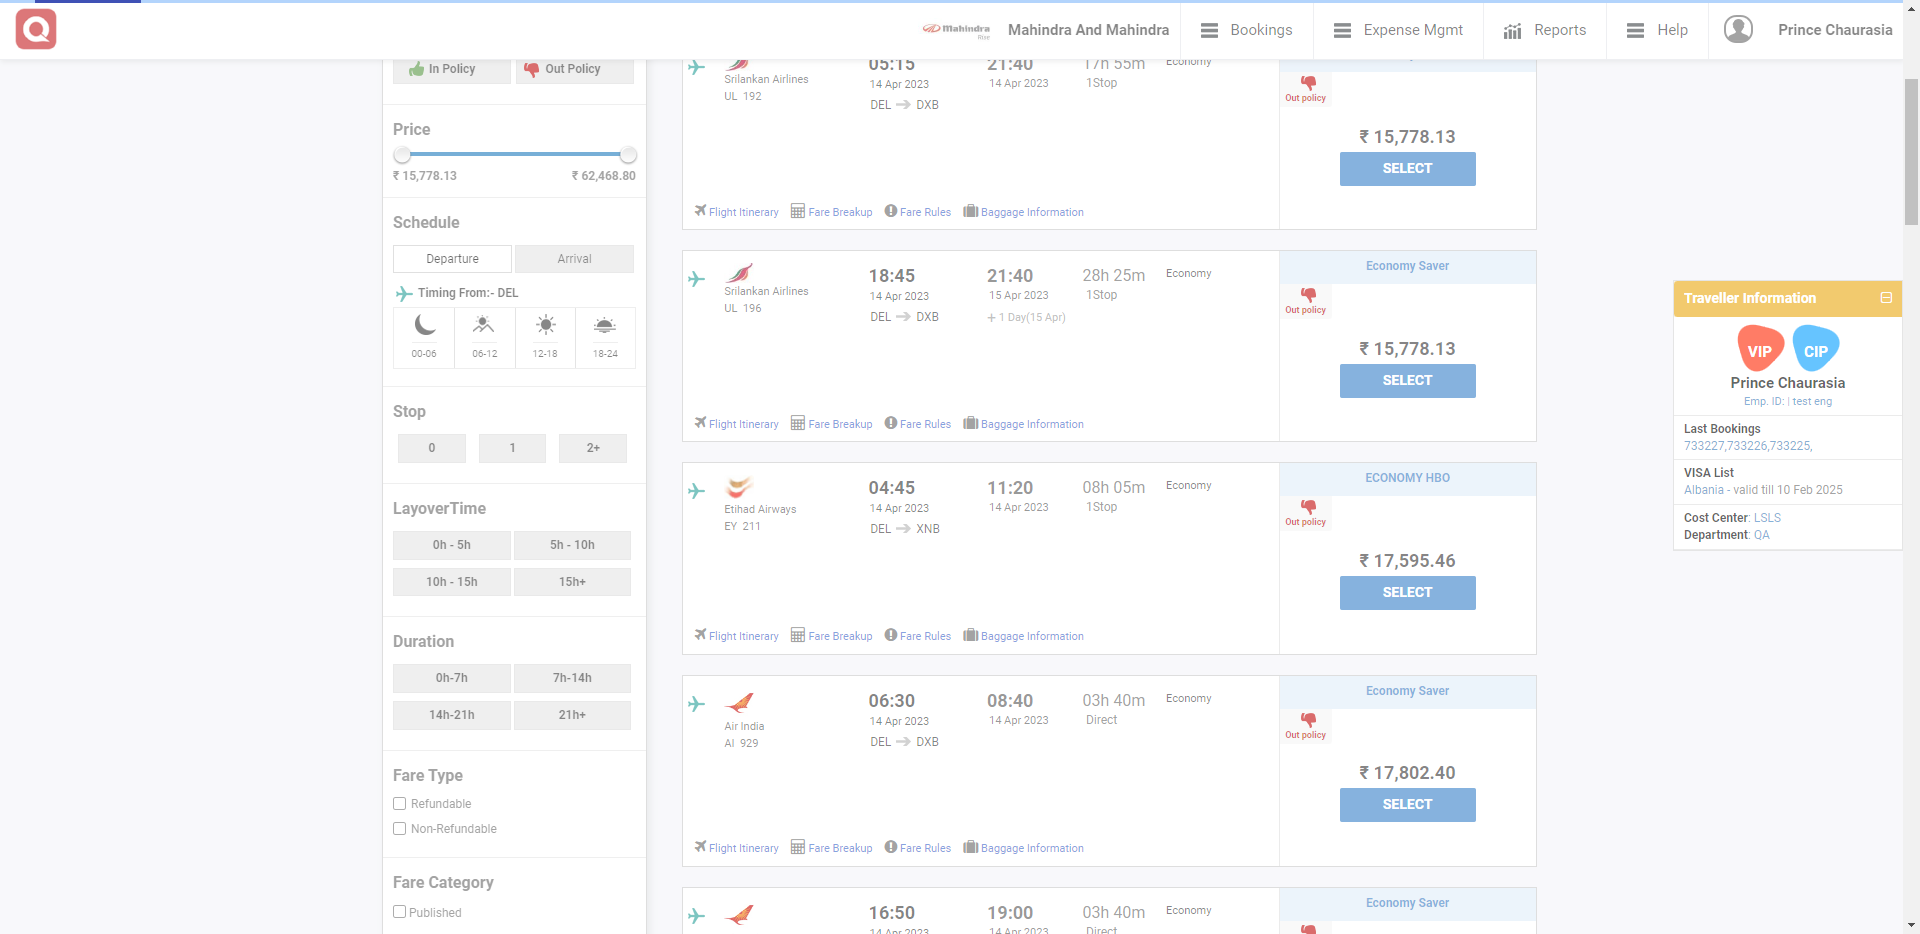 Mahindra Rise
Mahindra And Mahindra
Bookings
Expense Mgmt
Reports
Help
Prince Chaurasia
In Policy
Out Policy
Price
₹ 15,778.13
₹ 62,468.80
Schedule
Departure
Arrival
Timing From:- DEL
00-06
06-12
12-18
18-24
Stop
0
1
2+
LayoverTime
0h - 5h
5h - 10h
10h - 15h
15h+
Duration
0h-7h
7h-14h
14h-21h
21h+
Fare Type
Refundable
Non-Refundable
Fare Category
Published
Srilankan Airlines
UL 192
05:15
14 Apr 2023
DEL DXB
21:40
14 Apr 2023
17h 55m
1Stop
Economy
Out policy
₹ 15,778.13
SELECT
Flight Itinerary
Fare Breakup
Fare Rules
Baggage Information
Srilankan Airlines
UL 196
18:45
14 Apr 2023
DEL DXB
21:40
15 Apr 2023
+ 1 Day(15 Apr)
28h 25m
1Stop
Economy
Economy Saver
Out policy
₹ 15,778.13
SELECT
Flight Itinerary
Fare Breakup
Fare Rules
Baggage Information
Etihad Airways
EY 211
04:45
14 Apr 2023
DEL XNB
11:20
14 Apr 2023
08h 05m
1Stop
Economy
ECONOMY HBO
Out policy
₹ 17,595.46
SELECT
Flight Itinerary
Fare Breakup
Fare Rules
Baggage Information
Air India
AI 929
06:30
14 Apr 2023
DEL DXB
08:40
14 Apr 2023
03h 40m
Direct
Economy
Economy Saver
Out policy
₹ 17,802.40
SELECT
Flight Itinerary
Fare Breakup
Fare Rules
Baggage Information
16:50
14 Apr 2023
19:00
14 Apr 2023
03h 40m
Direct
Economy
Economy Saver
Traveller Information
VIP
CIP
Prince Chaurasia
Emp. ID: | test eng
Last Bookings
733227,733226,733225,
VISA List
Albania - valid till 10 Feb 2025
Cost Center: LSLS
Department: QA